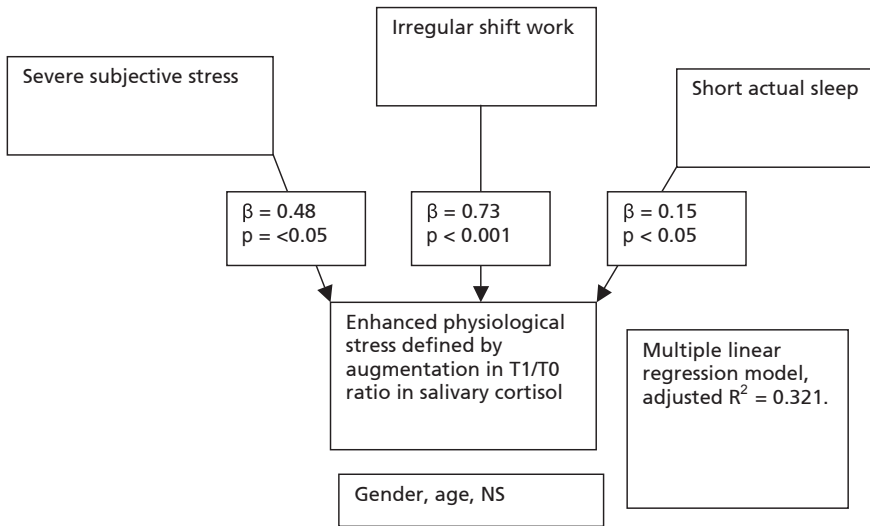 Irregular shift work
Severe subjective stress
Short actual sleep
β = 0.48
p = <0.05
β = 0.73
p < 0.001
β = 0.15
p < 0.05
Enhanced physiological
stress defined by
augmentation in T1/T0
ratio in salivary cortisol
Multiple linear
regression model,
adjusted R² = 0.321.
Gender, age, NS